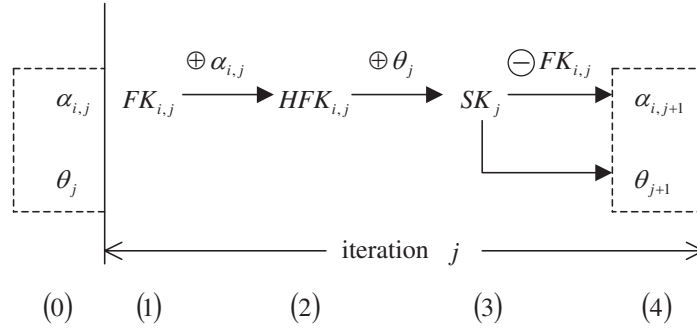 ⊕ α_{i,j} ⊕ θ_j ⊖ FK_{i,j}
α_{i,j} FK_{i,j} HFK_{i,j} SK_j α_{i,j+1}
θ_j θ_{j+1}
iteration j
(0) (1) (2) (3) (4)